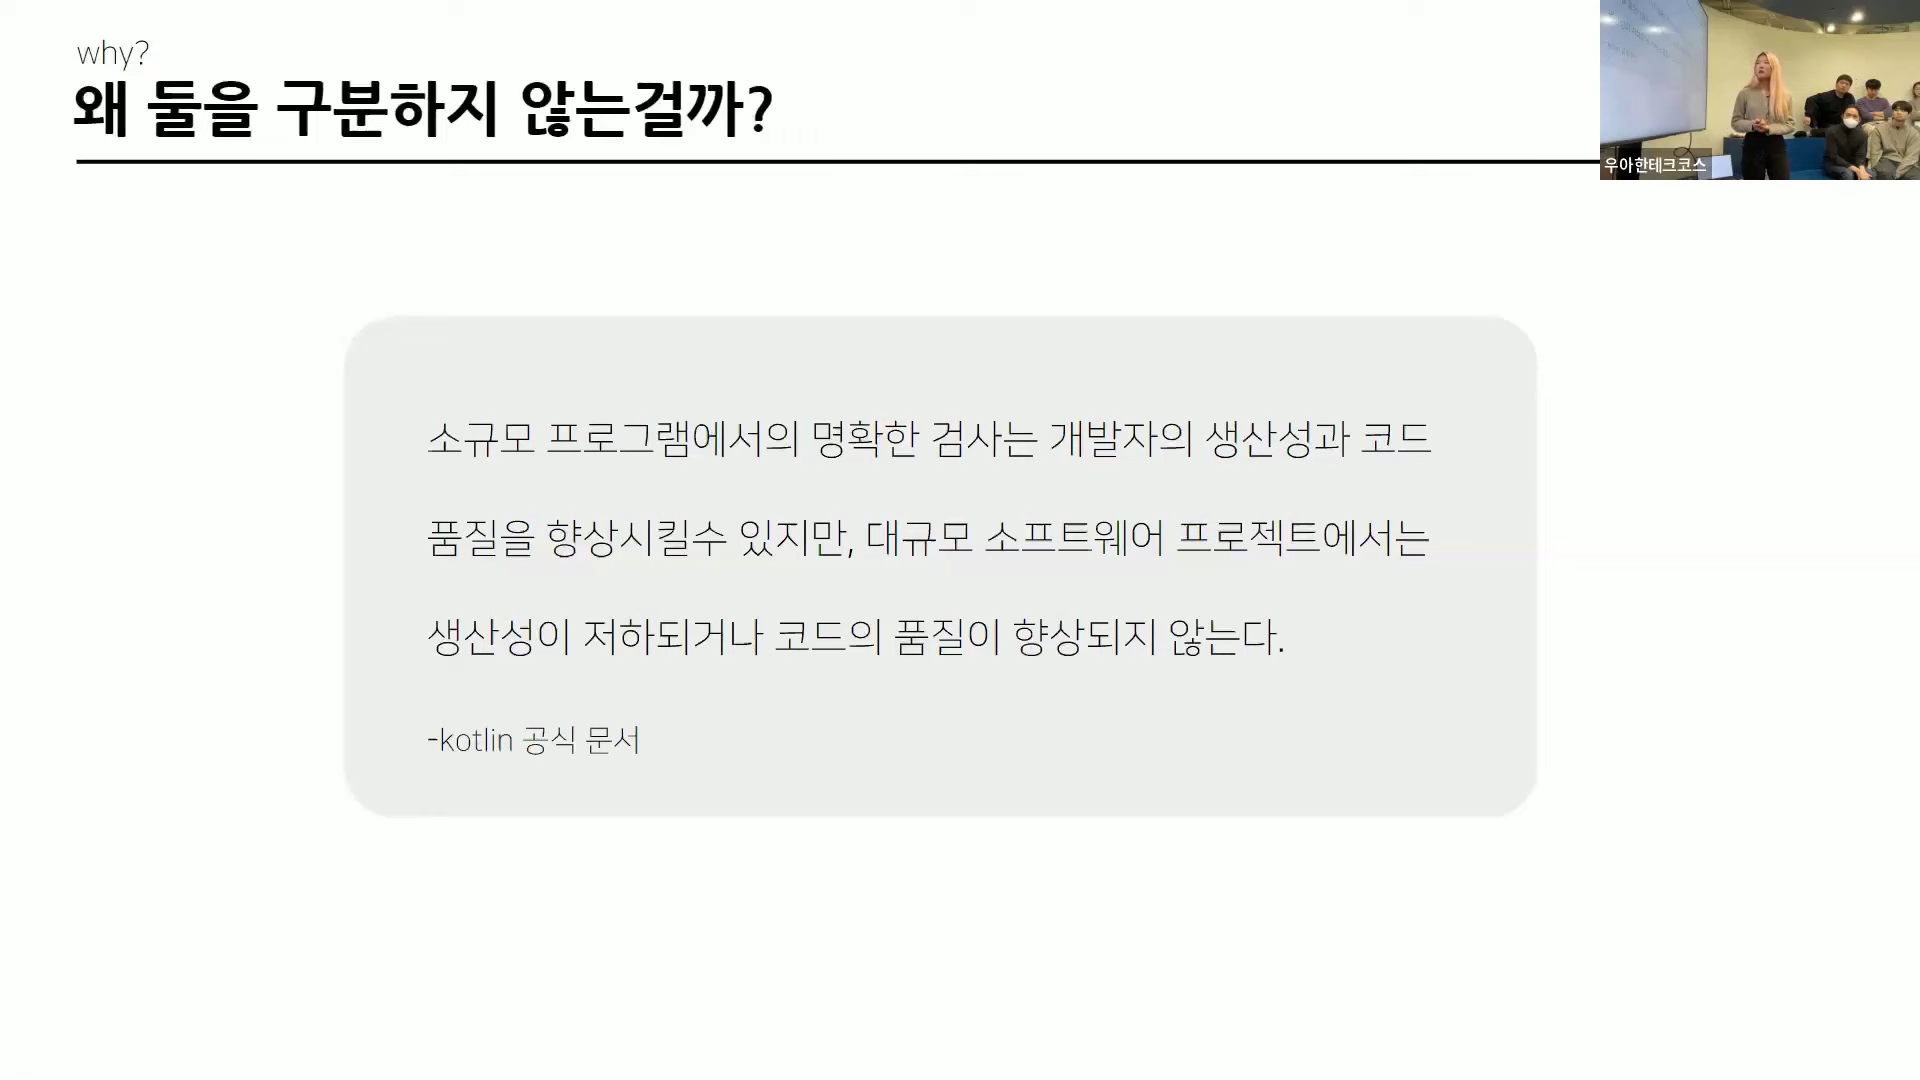 why?
왜 둘을 구분하지 않는걸까?
우아한테크코스
소규모 프로그램에서의 명확한 검사는 개발자의 생산성과 코드
품질을 향상시킬수 있지만, 대규모 소프트웨어 프로젝트에서는
생산성이 저하되거나 코드의 품질이 향상되지 않는다.
-kotlin 공식 문서